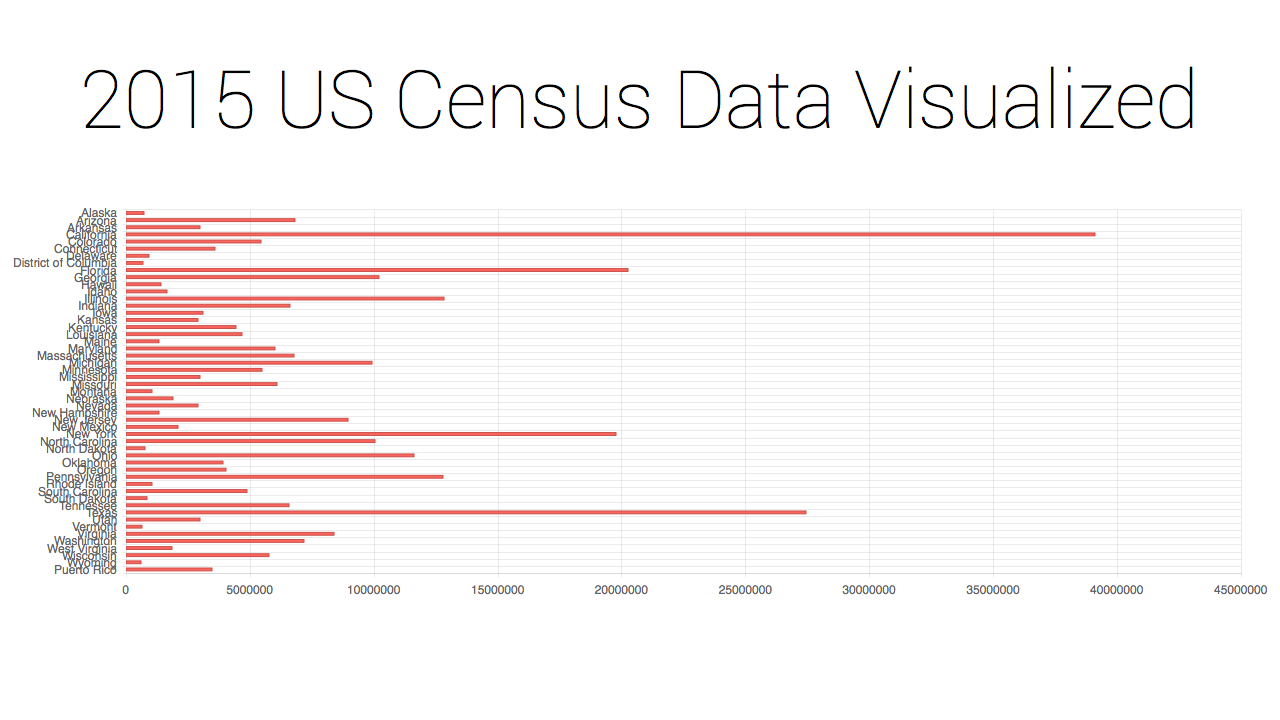 2015 US Census Data Visualized
Alaska
Arizona
Arkansas
California
Colorado
Connecticut
Delaware
District of Columbia
Florida
Georgia
Hawaii
Idaho
Illinois
Indiana
Iowa
Kansas
Kentucky
Louisiana
Maine
Maryland
Massachusetts
Michigan
Minnesota
Mississippi
Missouri
Montana
Nebraska
Nevada
New Hampshire
New Jersey
New Mexico
New York
North Carolina
North Dakota
Ohio
Oklahoma
Oregon
Pennsylvania
Rhode Island
South Carolina
South Dakota
Tennessee
Texas
Utah
Vermont
Virginia
Washington
West Virginia
Wisconsin
Wyoming
Puerto Rico
0 5000000 10000000 15000000 20000000 25000000 30000000 35000000 40000000 45000000